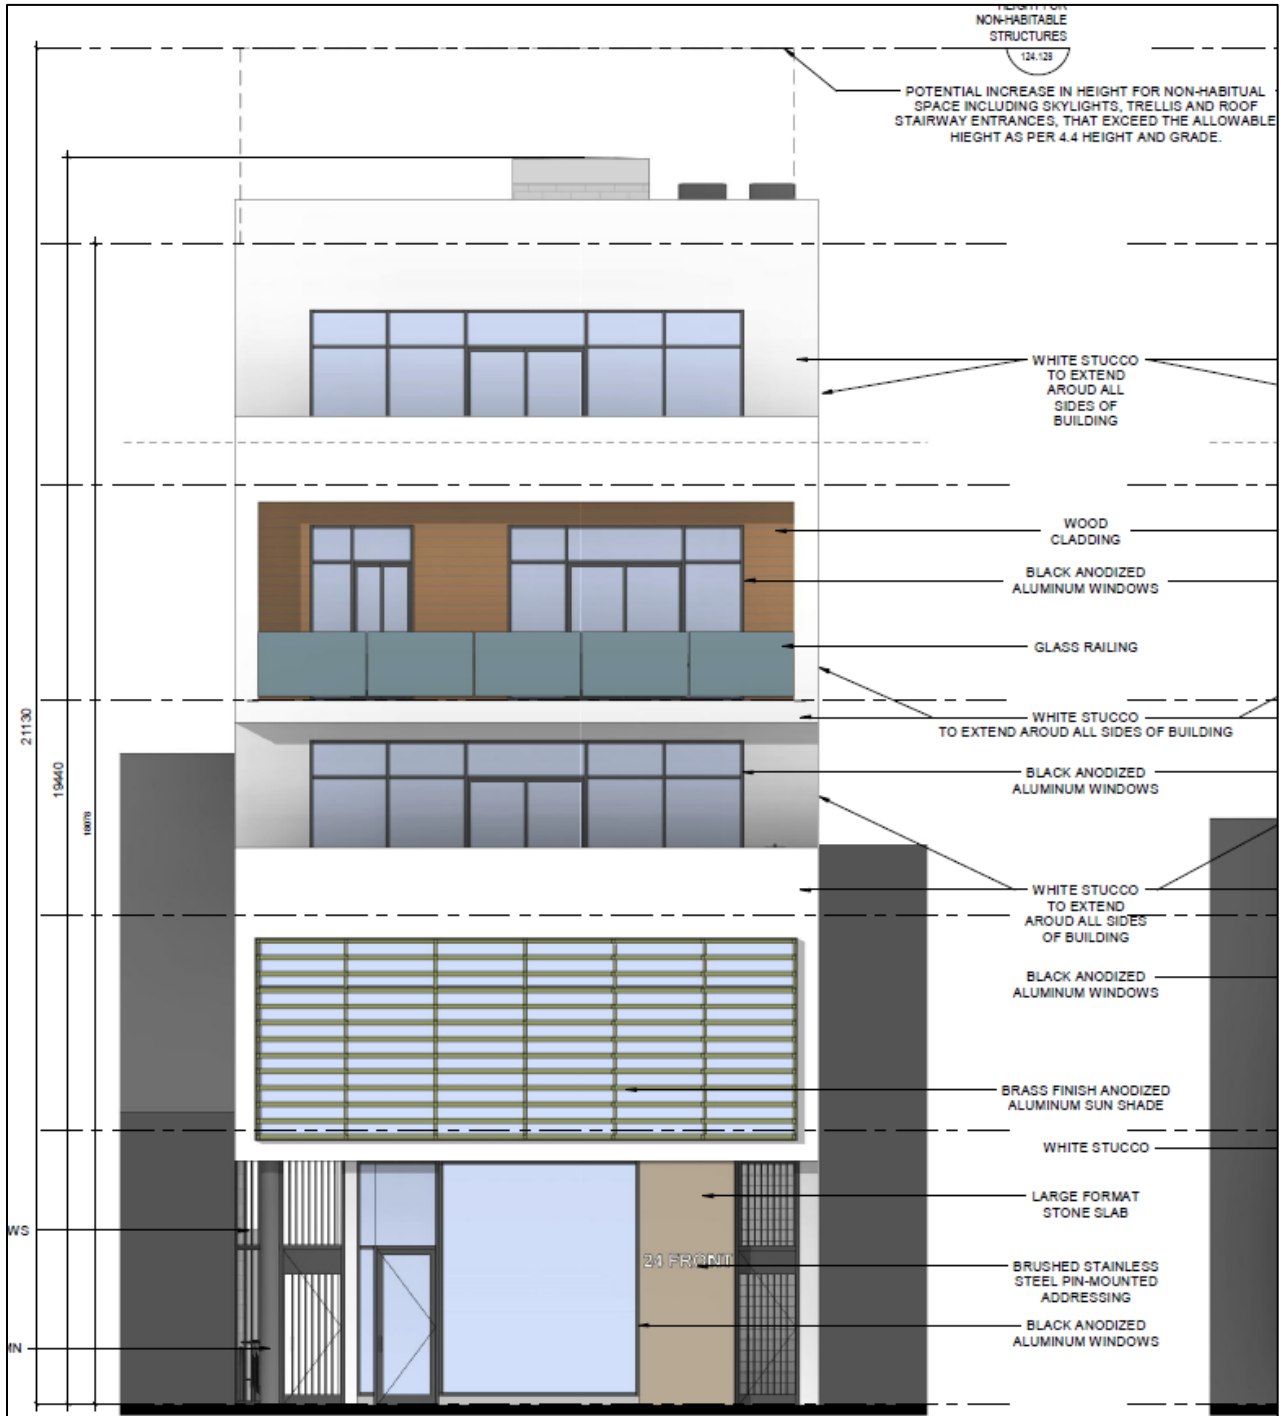 HEIGHT FOR
NON-HABITABLE
STRUCTURES
124.128
POTENTIAL INCREASE IN HEIGHT FOR NON-HABITUAL
SPACE INCLUDING SKYLIGHTS, TRELLIS AND ROOF
STAIRWAY ENTRANCES, THAT EXCEED THE ALLOWABLE
HIEGHT AS PER 4.4 HEIGHT AND GRADE.
WHITE STUCCO
TO EXTEND
AROUD ALL
SIDES OF
BUILDING
WOOD
CLADDING
BLACK ANODIZED
ALUMINUM WINDOWS
GLASS RAILING
WHITE STUCCO
TO EXTEND AROUD ALL SIDES OF BUILDING
BLACK ANODIZED
ALUMINUM WINDOWS
21130
19440
WHITE STUCCO
TO EXTEND
AROUD ALL SIDES
OF BUILDING
BLACK ANODIZED
ALUMINUM WINDOWS
BRASS FINISH ANODIZED
ALUMINUM SUN SHADE
WHITE STUCCO
LARGE FORMAT
STONE SLAB
WS
24 FRONT
BRUSHED STAINLESS
STEEL PIN-MOUNTED
ADDRESSING
BLACK ANODIZED
ALUMINUM WINDOWS